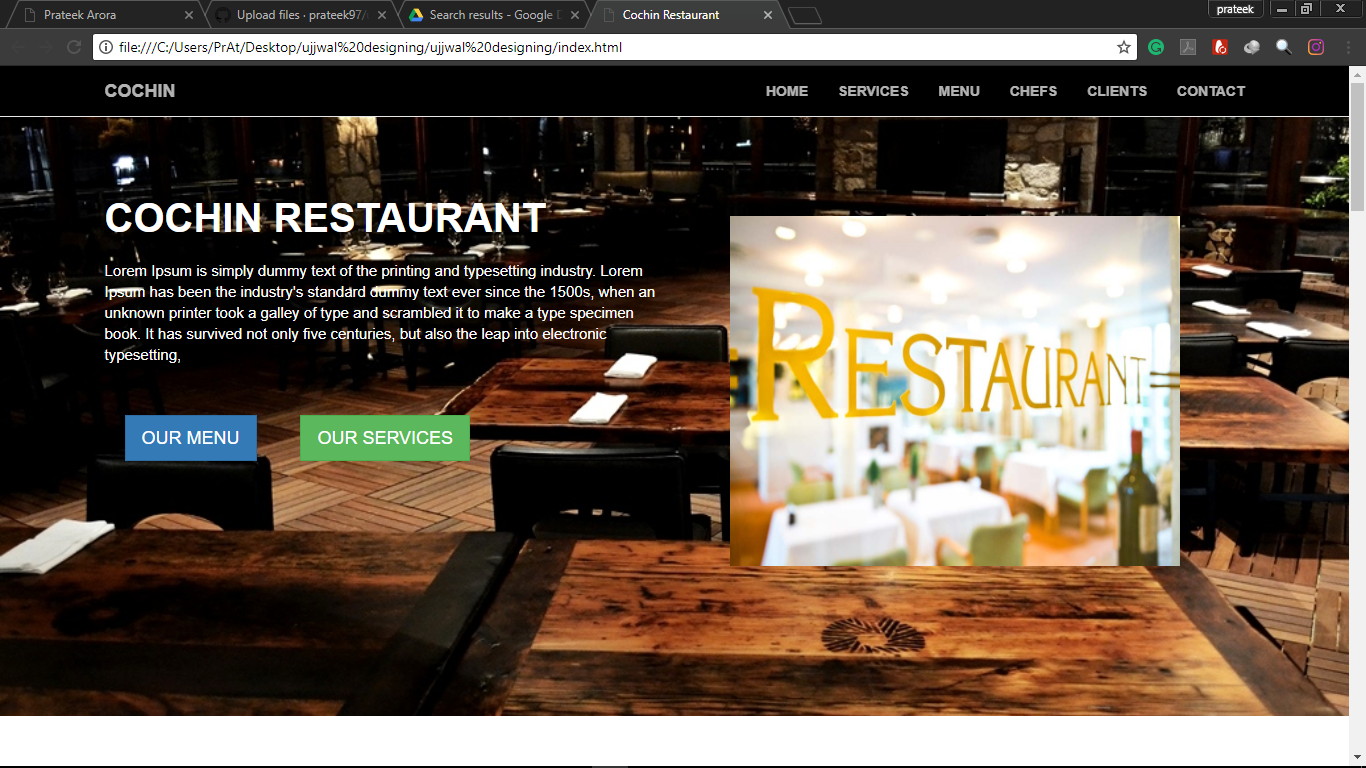 Prateek Arora
Upload files · prateek97/
Search results - Google D
Cochin Restaurant
prateek
file:///C:/Users/PrAt/Desktop/ujjwal%20designing/ujjwal%20designing/index.html
COCHIN
HOME
SERVICES
MENU
CHEFS
CLIENTS
CONTACT
COCHIN RESTAURANT
Lorem Ipsum is simply dummy text of the printing and typesetting industry. Lorem
Ipsum has been the industry's standard dummy text ever since the 1500s, when an
unknown printer took a galley of type and scrambled it to make a type specimen
book. It has survived not only five centuries, but also the leap into electronic
typesetting,
OUR MENU
OUR SERVICES
RESTAURANT